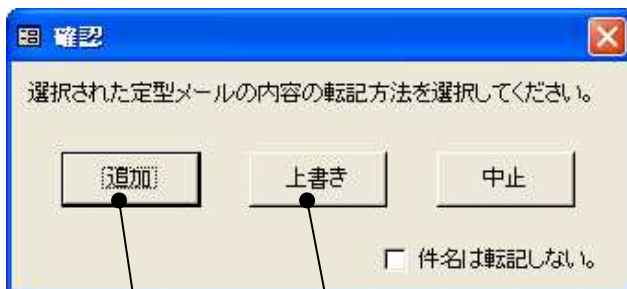 確認
選択された定型メールの内容の転記方法を選択してください。
追加 上書き 中止
件名は転記しない。